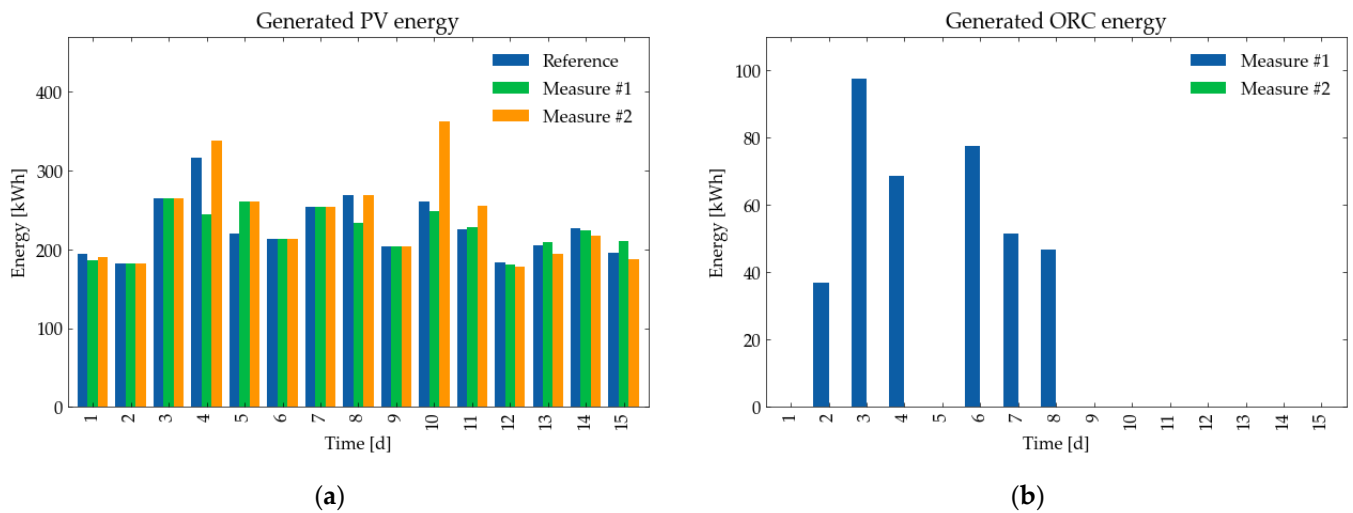 Generated PV energy
Reference
Measure #1
Measure #2
400
300
200
100
0
Energy [kWh]
1 2 3 4 5 6 7 8 9 10 11 12 13 14 15
Time [d]
(a)
Generated ORC energy
Measure #1
Measure #2
100
80
60
40
20
0
Energy [kWh]
1 2 3 4 5 6 7 8 9 10 11 12 13 14 15
Time [d]
(b)